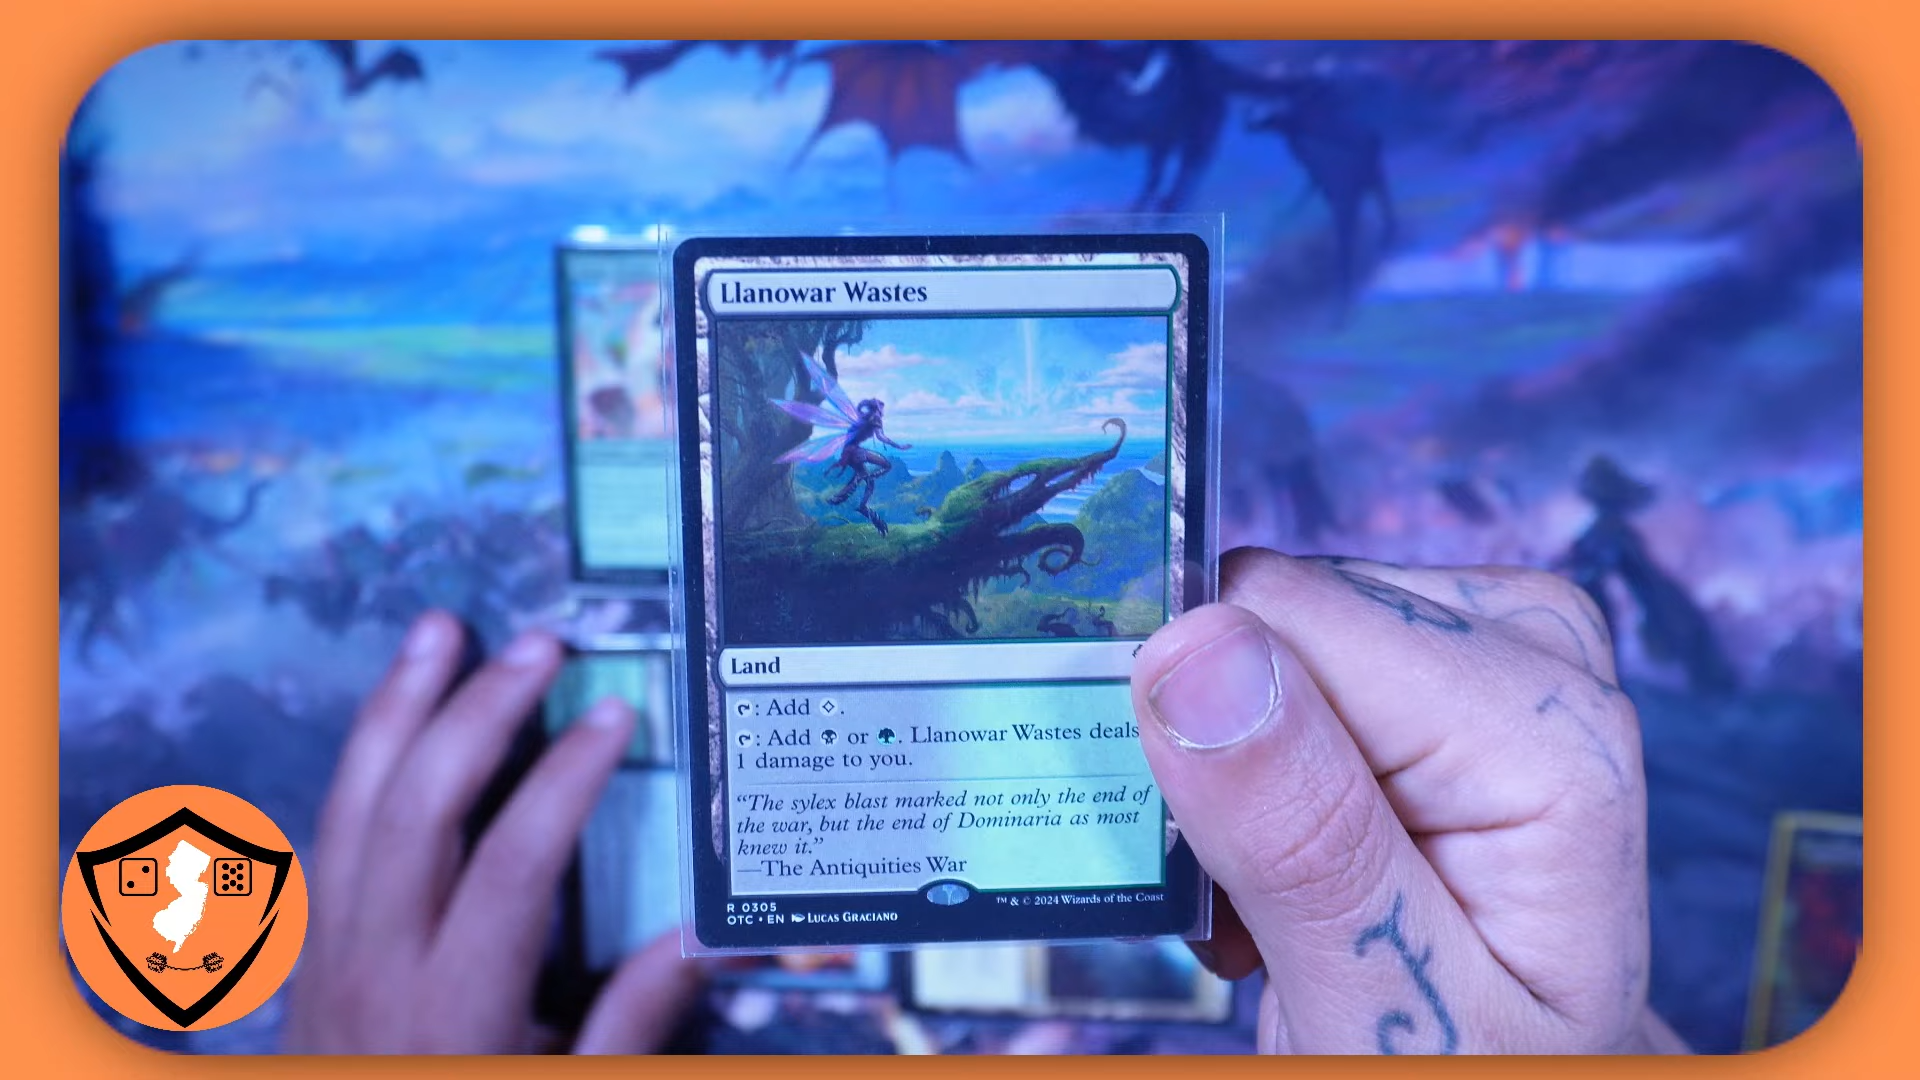 Llanowar Wastes
Land
: Add .
: Add or . Llanowar Wastes deals
1 damage to you.
“The sylex blast marked not only the end of
the war, but the end of Dominaria as most
knew it.”
—The Antiquities War
R 0305
™ & © 2024 Wizards of the Coast
OTC • EN Lucas Graciano